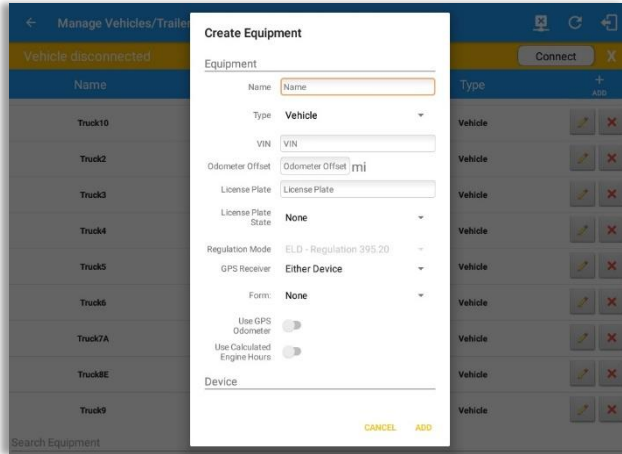 Manage Vehicles/Trailer
Vehicle disconnected
Connect
X
Name
Type
+
ADD
Truck10
Vehicle
Truck2
Vehicle
Truck3
Vehicle
Truck4
Vehicle
Truck5
Vehicle
Truck6
Vehicle
Truck7A
Vehicle
Truck8E
Vehicle
Truck9
Vehicle
Search Equipment
Create Equipment
Equipment
Name
Name
Type
Vehicle
VIN
VIN
Odometer Offset
Odometer Offset
mi
License Plate
License Plate
License Plate
State
None
Regulation Mode
ELD - Regulation 395.20
GPS Receiver
Either Device
Form:
None
Use GPS
Odometer
Use Calculated
Engine Hours
Device
CANCEL
ADD